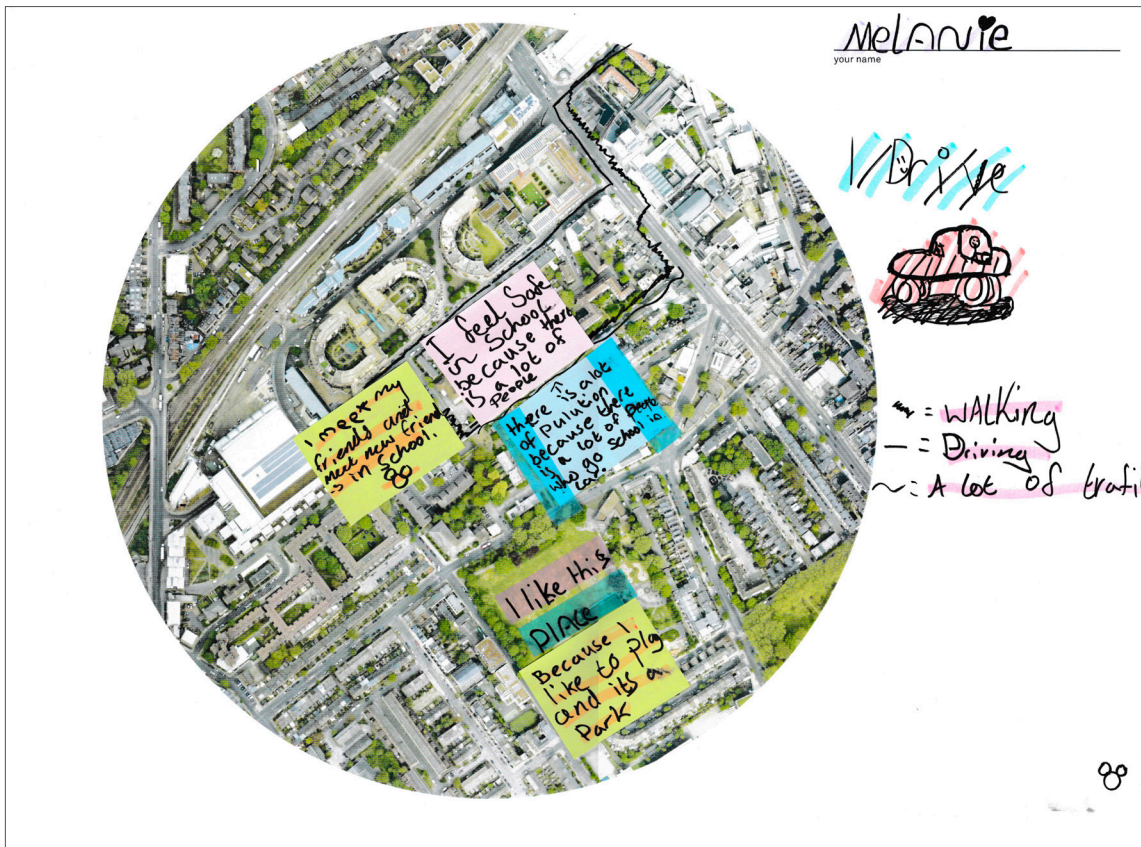 MELANIE
your name
I Drive
I feel Safe
in School
because there
is a lot of
People
I meet my
friends and
meet new friend
s in School.
there is a lot
of Pulution
because there
is a lot of People
who go School in
car.
= WALKing
= Driving
= A lot of trafi
I like this
PlACe
Because I
like to play
and its a
Park